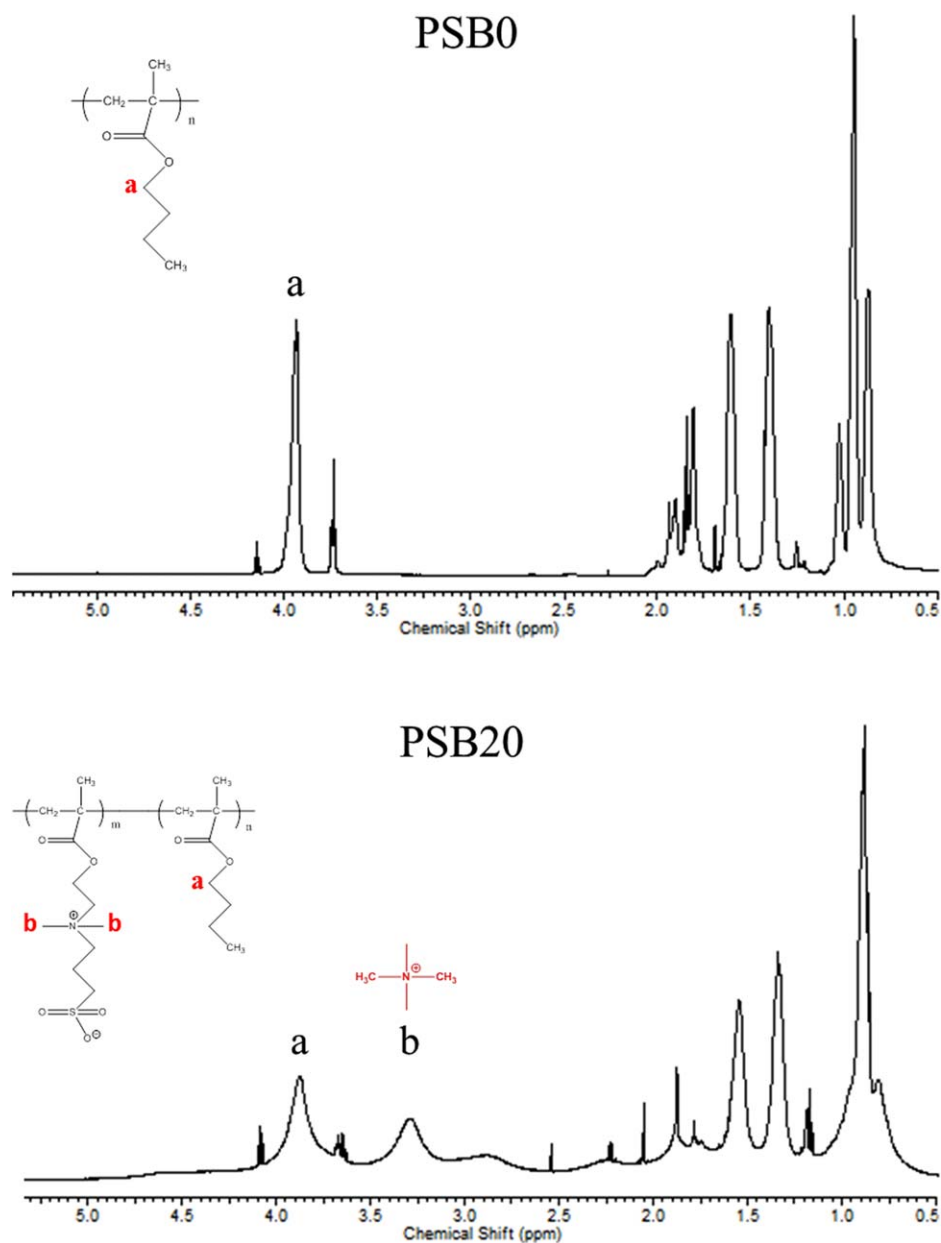 PSB0
CH₃
CH₂ C
n
O
O
a
CH₃
a
5.0 4.5 4.0 3.5 3.0 2.5 2.0 1.5 1.0 0.5
Chemical Shift (ppm)
PSB20
CH₃ CH₃
CH₂ C m CH₂ C n
O O
O O
a
b N⊕ b
CH₃
H₃C N⊕ CH₃
O S O
O⊖
a b
5.0 4.5 4.0 3.5 3.0 2.5 2.0 1.5 1.0 0.5
Chemical Shift (ppm)